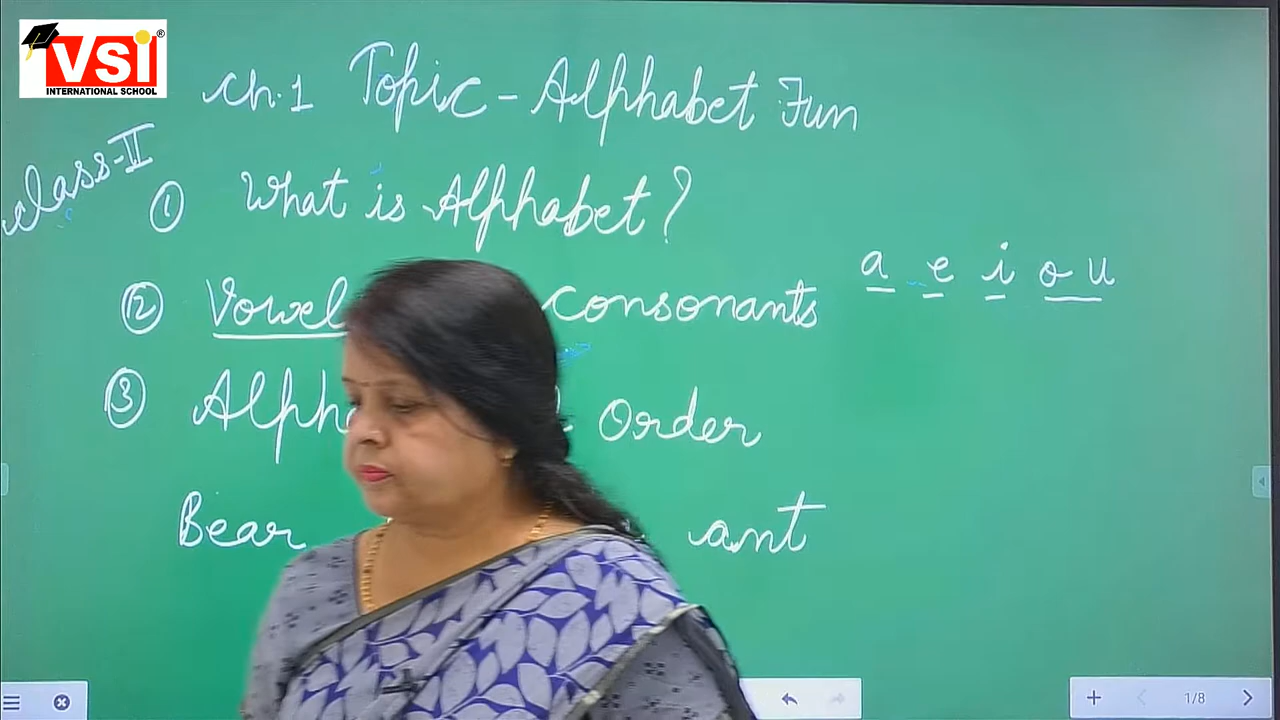 VSI®
INTERNATIONAL SCHOOL
Ch.1 Topic - Alphabet Fun
Class-II
① What is Alphabet?
② Vowel consonants
a e i o u
③ Order
Bear ant
1/8